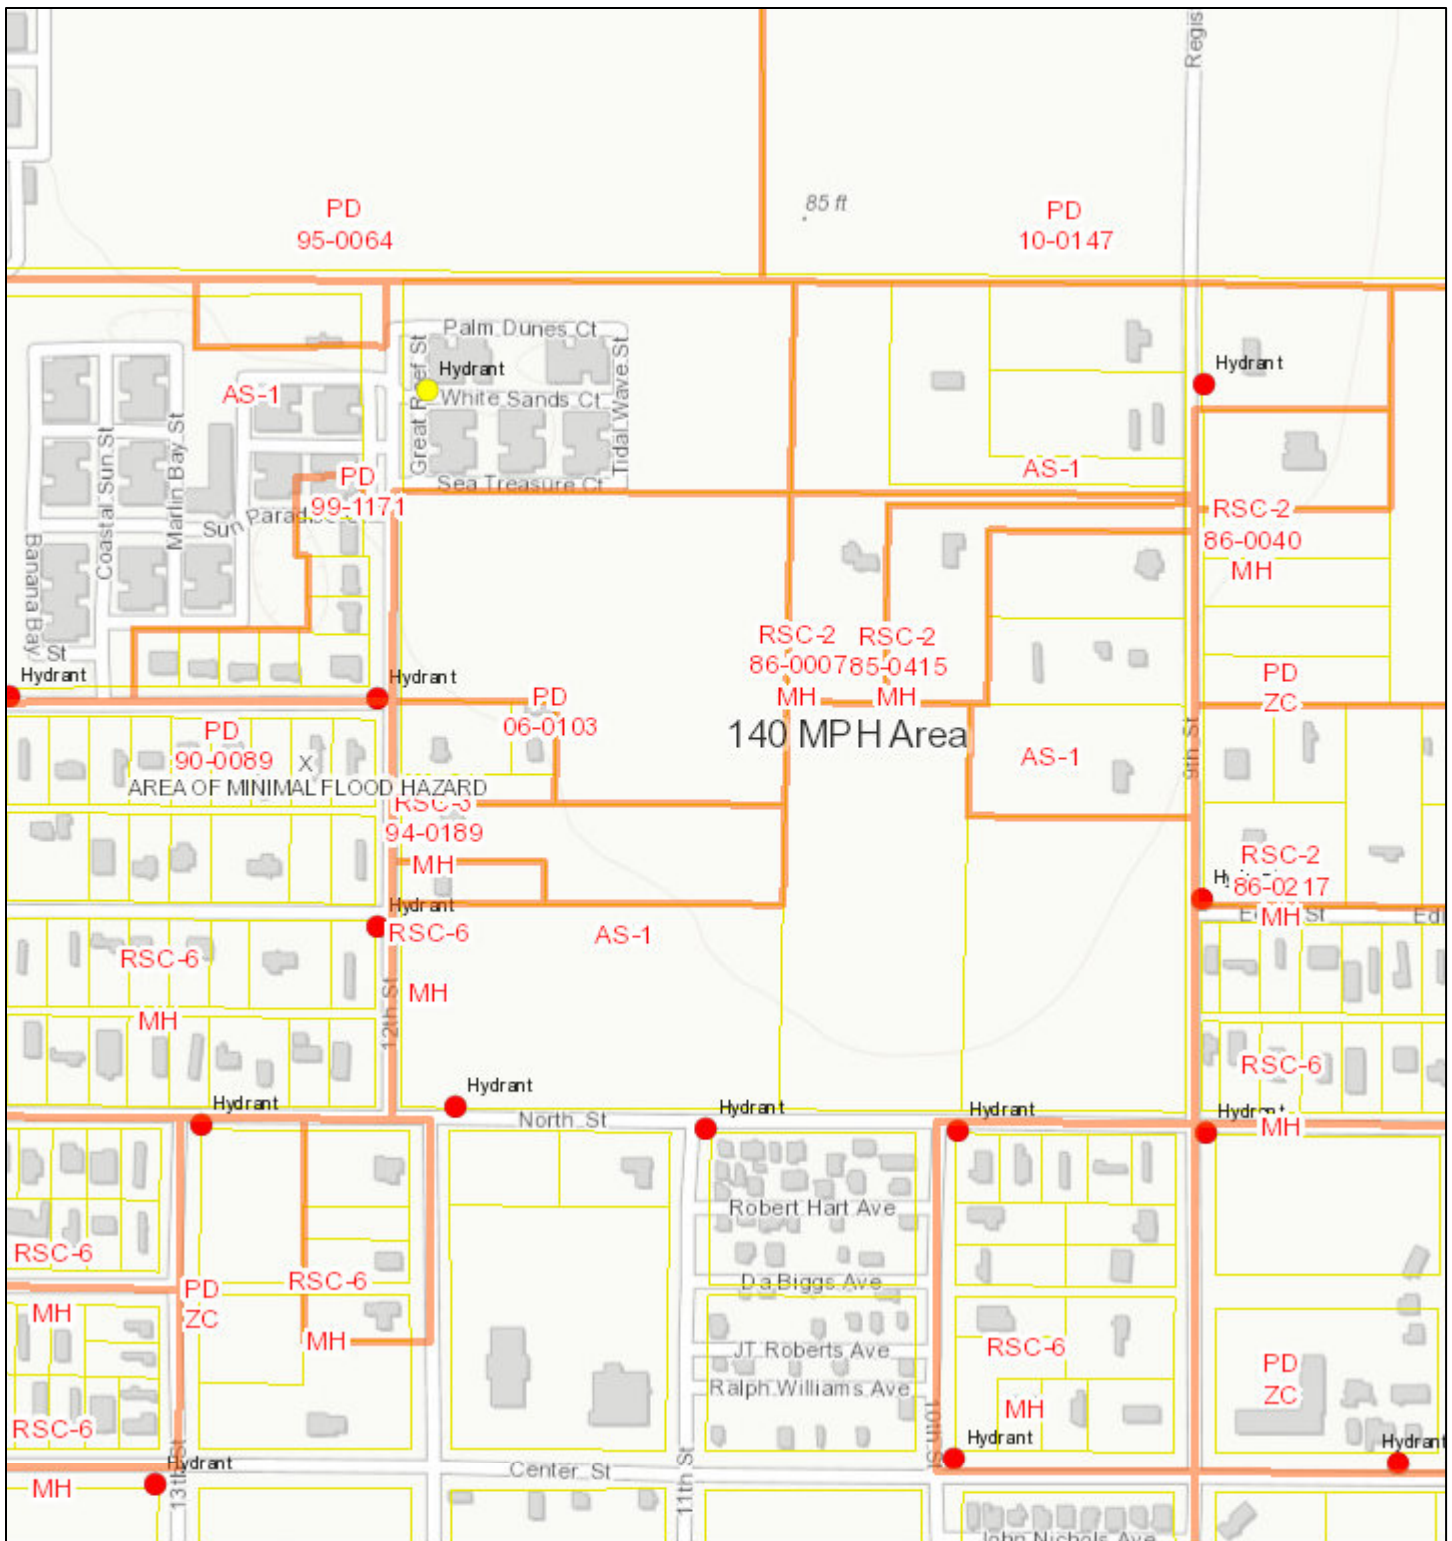 Regis
PD
95-0064
85 ft
PD
10-0147
Palm Dunes Ct
Great Reef St
Hydrant
White Sands Ct
Tidal Wave St
Sea Treasure Ct
Hydrant
AS-1
Coastal Sun St
Marlin Bay St
Banana Bay
St
PD
99-1171
Sun Paradise
AS-1
RSC-2
86-0040
MH
RSC-2
86-0007
MH
RSC-2
85-0415
MH
Hydrant
Hydrant
PD
06-0103
PD
ZC
140 MPH Area
9th St
AS-1
PD
90-0089
X
AREA OF MINIMAL FLOOD HAZARD
RSC-3
94-0189
MH
RSC-2
86-0217
MH
St
Hydrant
RSC-6
MH
AS-1
RSC-6
MH
12th St
RSC-6
MH
Hydrant
Hydrant
Hydrant
Hydrant
Hydrant
North St
Robert Hart Ave
Da Biggs Ave
JT Roberts Ave
Ralph Williams Ave
RSC-6
MH
PD
ZC
RSC-6
MH
RSC-6
MH
10th St
RSC-6
MH
PD
ZC
Hydrant
Hydrant
Hydrant
13th St
Center St
11th St
John Nichols Ave